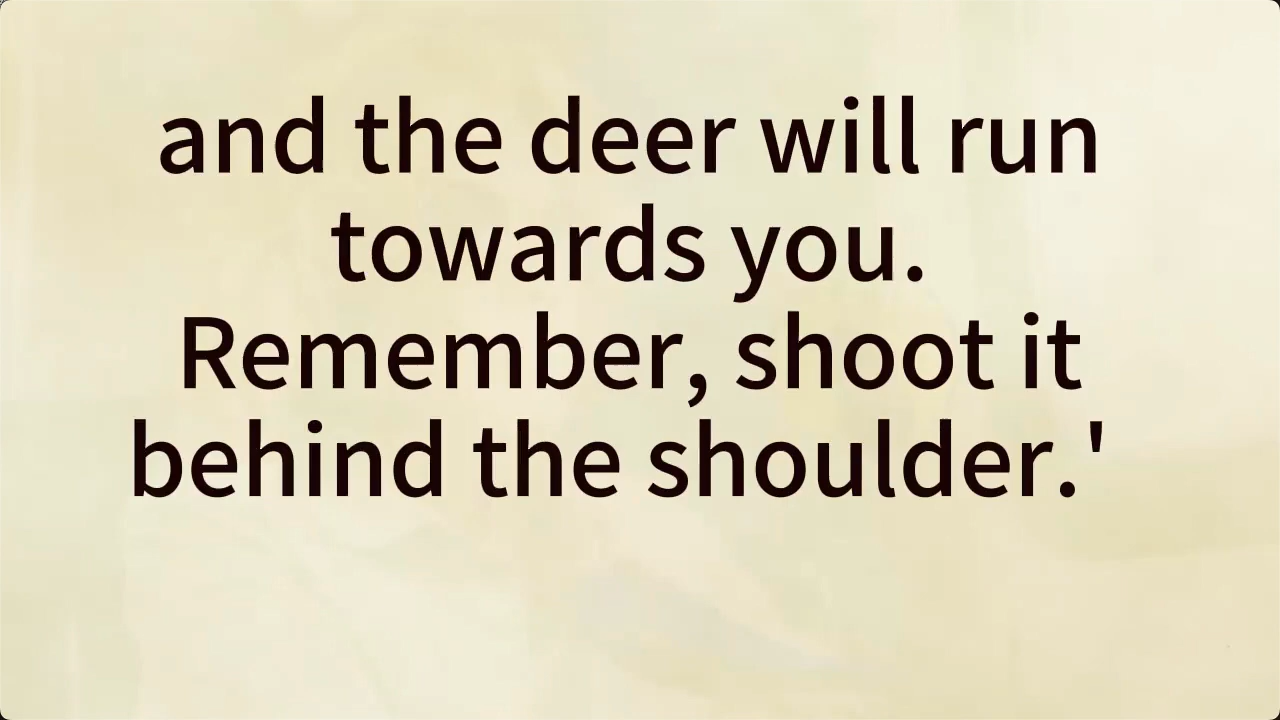 and the deer will run
towards you.
Remember, shoot it
behind the shoulder.'